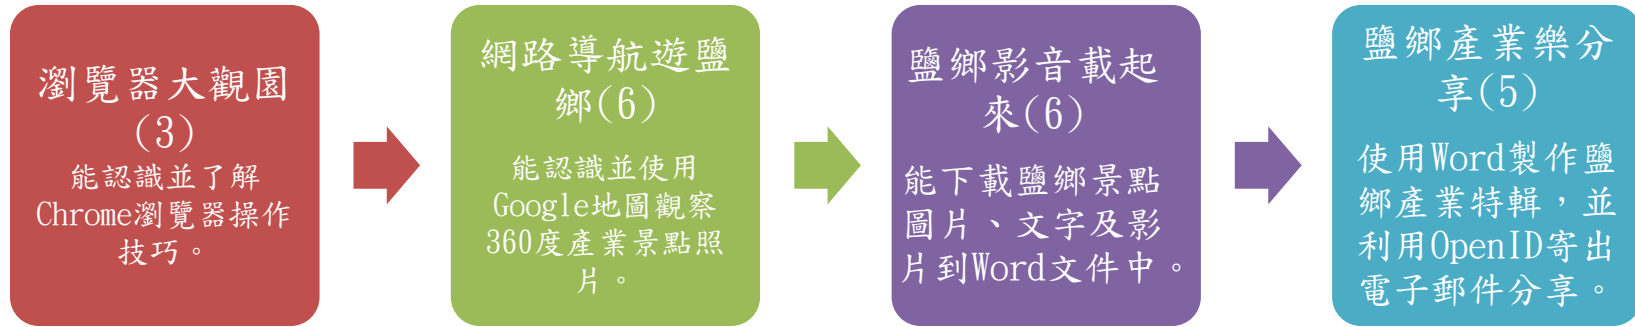 瀏覽器大觀園
(3)
能認識並了解
Chrome瀏覽器操作
技巧。
網路導航遊鹽
鄉(6)
能認識並使用
Google地圖觀察
360度產業景點照
片。
鹽鄉影音載起
來(6)
能下載鹽鄉景點
圖片、文字及影
片到Word文件中。
鹽鄉產業樂分
享(5)
使用Word製作鹽
鄉產業特輯，並
利用OpenID寄出
電子郵件分享。